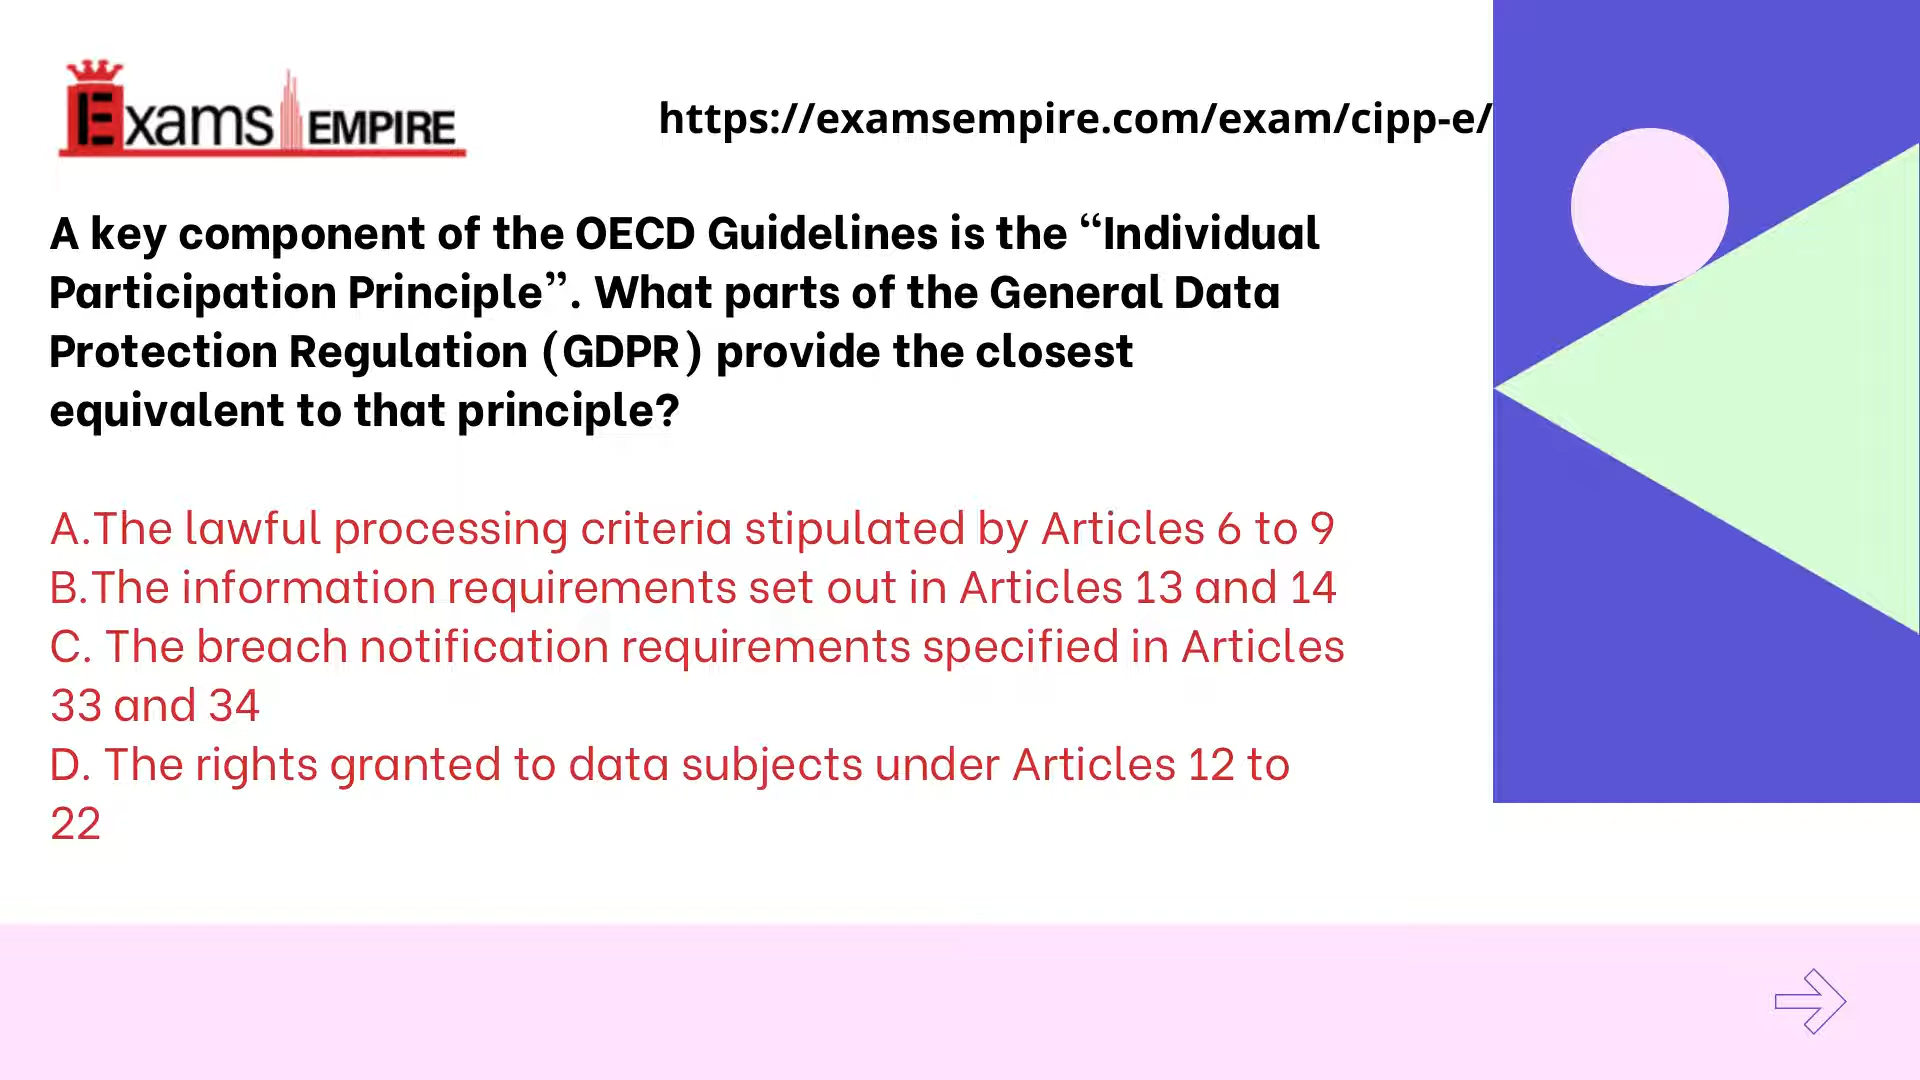 Exams EMPIRE
https://examsempire.com/exam/cipp-e/
A key component of the OECD Guidelines is the “Individual
Participation Principle”. What parts of the General Data
Protection Regulation (GDPR) provide the closest
equivalent to that principle?
A.The lawful processing criteria stipulated by Articles 6 to 9
B.The information requirements set out in Articles 13 and 14
C. The breach notification requirements specified in Articles
33 and 34
D. The rights granted to data subjects under Articles 12 to
22